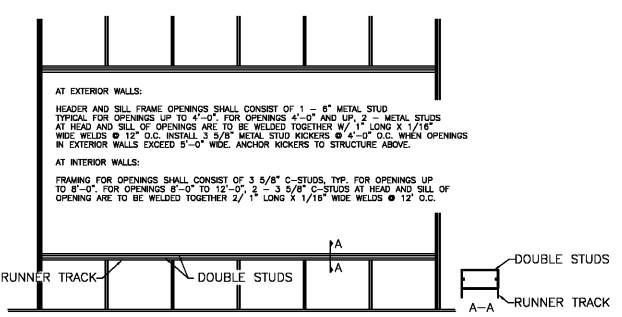 AT EXTERIOR WALLS:
HEADER AND SILL FRAME OPENINGS SHALL CONSIST OF 1 - 6" METAL STUD
TYPICAL FOR OPENINGS UP TO 4'-0". FOR OPENINGS 4'-0" AND UP, 2 - METAL STUDS
AT HEAD AND SILL OF OPENINGS ARE TO BE WELDED TOGETHER W/ 1" LONG X 1/16"
WIDE WELDS @ 12" O.C. INSTALL 3 5/8" METAL STUD KICKERS @ 4'-0" O.C. WHEN OPENINGS
IN EXTERIOR WALLS EXCEED 5'-0" WIDE. ANCHOR KICKERS TO STRUCTURE ABOVE.
AT INTERIOR WALLS:
FRAMING FOR OPENINGS SHALL CONSIST OF 3 5/8" C-STUDS, TYP. FOR OPENINGS UP
TO 8'-0". FOR OPENINGS 8'-0" TO 12'-0", 2 - 3 5/8" C-STUDS AT HEAD AND SILL OF
OPENING ARE TO BE WELDED TOGETHER 2/ 1" LONG X 1/16" WIDE WELDS @ 12' O.C.
A
A
RUNNER TRACK
DOUBLE STUDS
DOUBLE STUDS
RUNNER TRACK
A-A